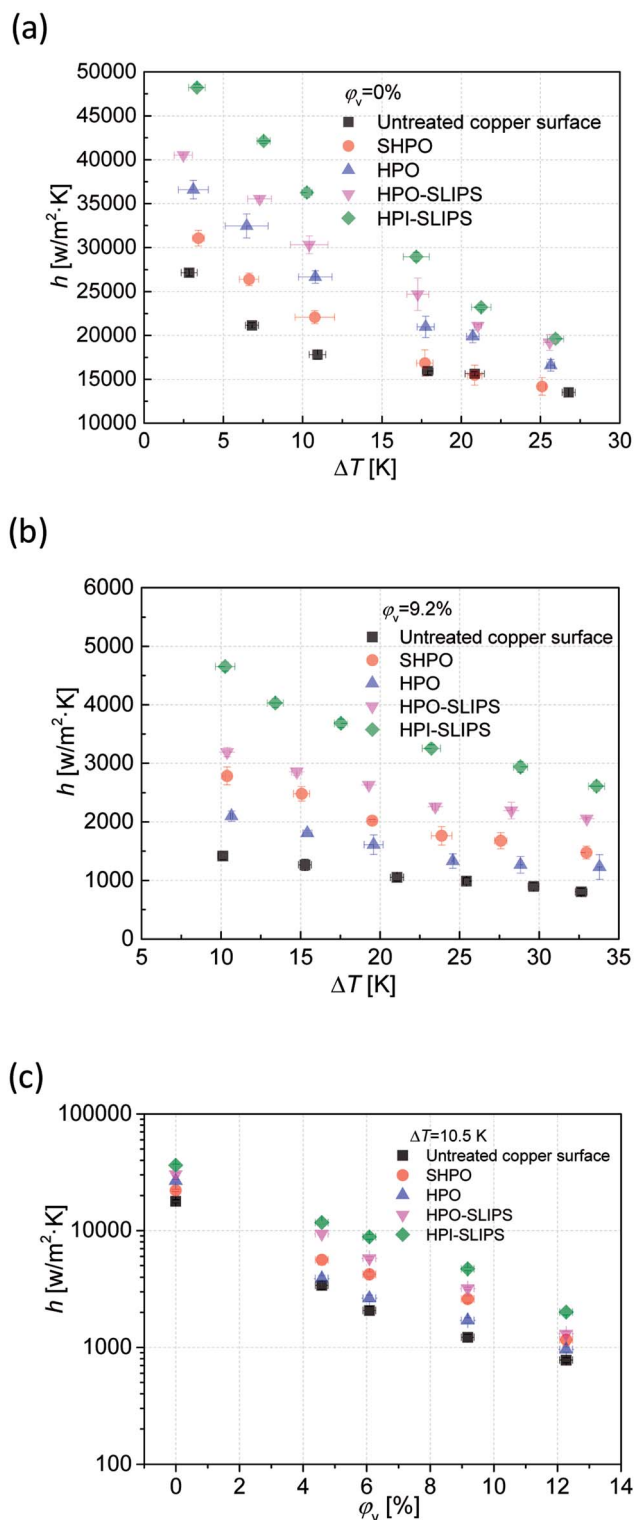 (a)
50000
45000
40000
35000
30000
25000
20000
15000
10000
h [w/m²·K]
φᵥ=0%
Untreated copper surface
SHPO
HPO
HPO-SLIPS
HPI-SLIPS
0 5 10 15 20 25 30
ΔT [K]
(b)
6000
5000
4000
3000
2000
1000
0
h [w/m²·K]
φᵥ=9.2%
Untreated copper surface
SHPO
HPO
HPO-SLIPS
HPI-SLIPS
5 10 15 20 25 30 35
ΔT [K]
(c)
100000
10000
1000
100
h [w/m²·K]
ΔT=10.5 K
Untreated copper surface
SHPO
HPO
HPO-SLIPS
HPI-SLIPS
0 2 4 6 8 10 12 14
φᵥ [%]